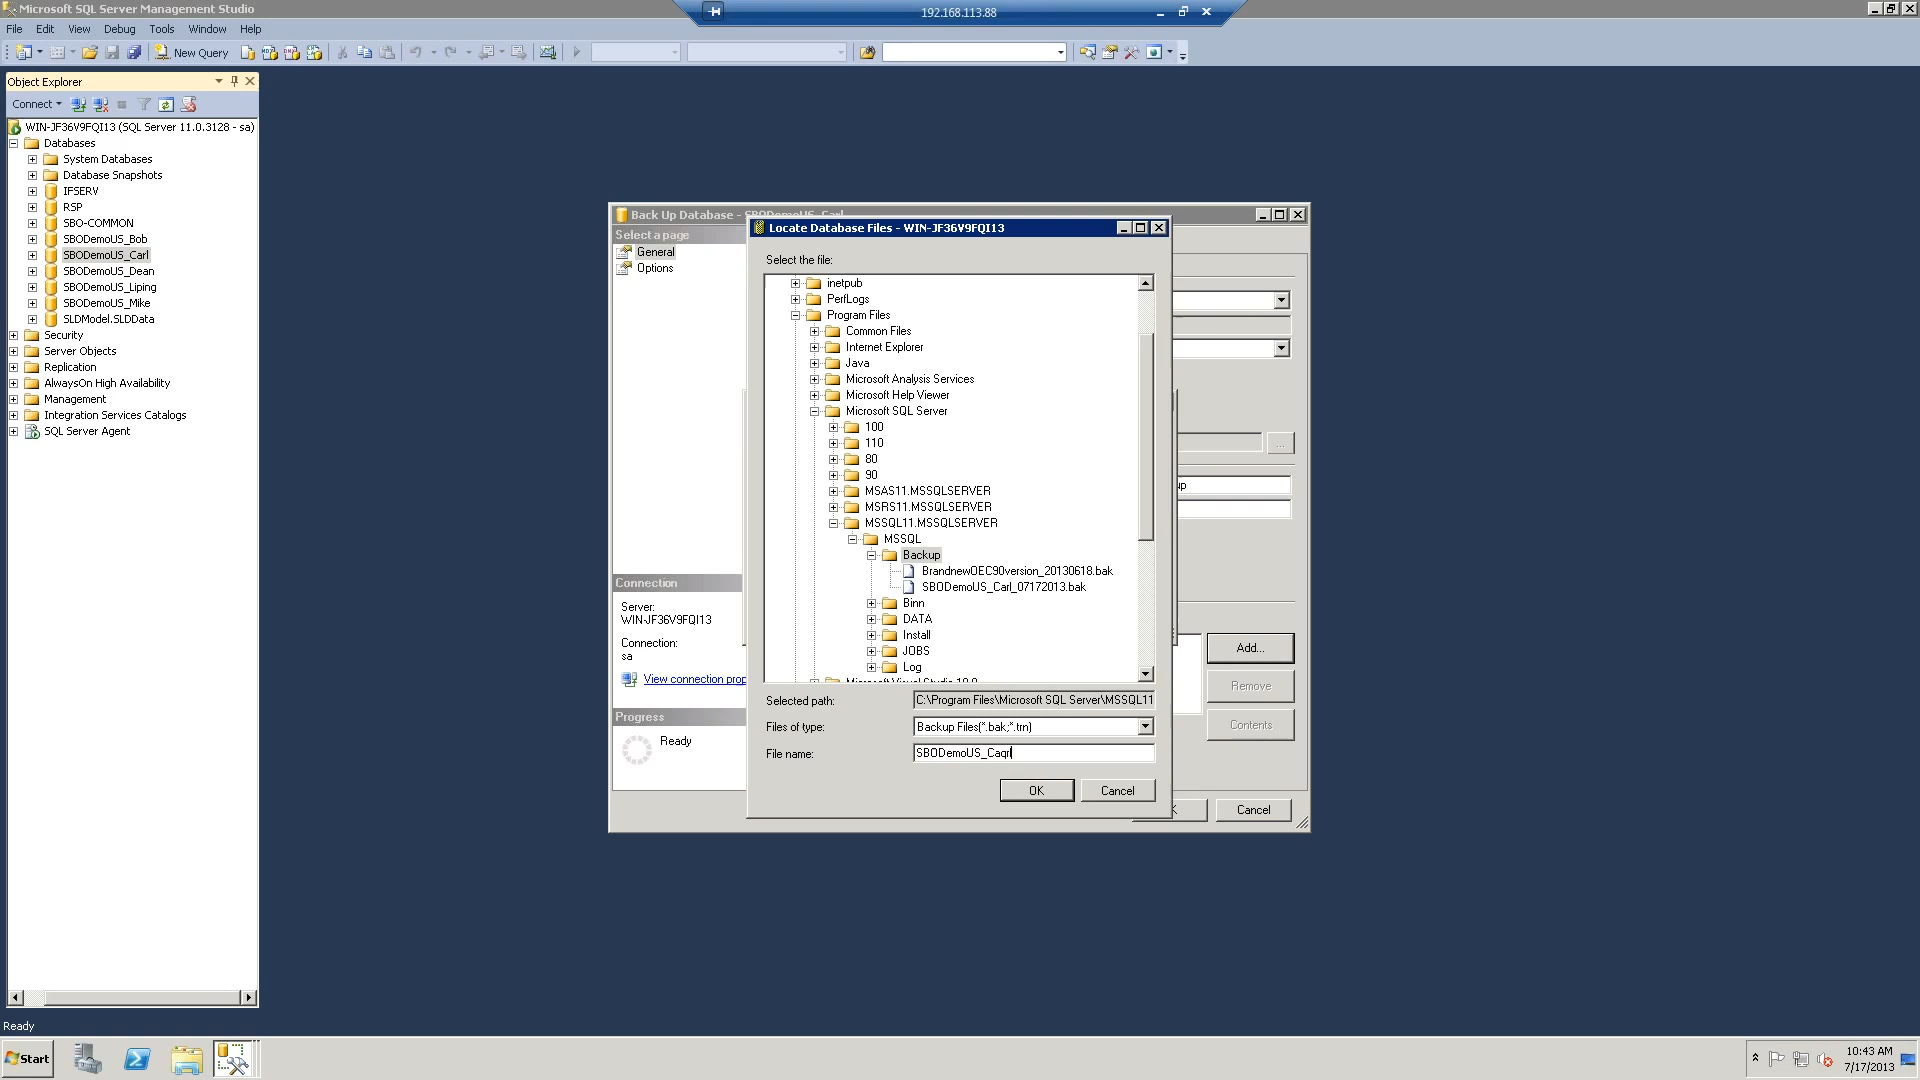 Microsoft SQL Server Management Studio
192.168.113.88
File Edit View Debug Tools Window Help
New Query
Object Explorer
Connect
WIN-JF36V9FQI13 (SQL Server 11.0.3128 - sa)
Databases
System Databases
Database Snapshots
IFSERV
RSP
SBO-COMMON
SBODemoUS_Bob
SBODemoUS_Carl
SBODemoUS_Dean
SBODemoUS_Liping
SBODemoUS_Mike
SLDModel.SLDData
Security
Server Objects
Replication
AlwaysOn High Availability
Management
Integration Services Catalogs
SQL Server Agent
Back Up Database - SBODemoUS_Carl
Select a page
General
Options
Connection
Server:
WIN-JF36V9FQI13
Connection:
sa
View connection prop
Progress
Ready
Locate Database Files - WIN-JF36V9FQI13
Select the file:
inetpub
PerfLogs
Program Files
Common Files
Internet Explorer
Java
Microsoft Analysis Services
Microsoft Help Viewer
Microsoft SQL Server
100
110
80
90
MSAS11.MSSQLSERVER
MSRS11.MSSQLSERVER
MSSQL11.MSSQLSERVER
MSSQL
Backup
BrandnewOEC90version_20130618.bak
SBODemoUS_Carl_07172013.bak
Binn
DATA
Install
JOBS
Log
Selected path: C:\Program Files\Microsoft SQL Server\MSSQL11
Files of type: Backup Files(*.bak;*.trn)
File name: SBODemoUS_Caqrl
OK Cancel
...
up
Add...
Remove
Contents
Cancel
Ready
Start
10:43 AM
7/17/2013